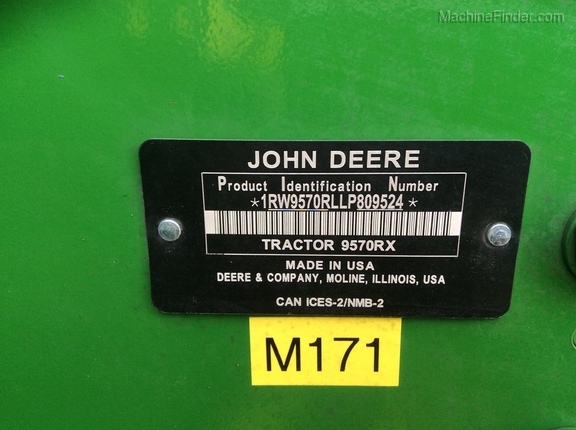 MachineFinder.com
JOHN DEERE
Product Identification Number
*1RW9570RLLP809524*
TRACTOR 9570RX
MADE IN USA
DEERE & COMPANY, MOLINE, ILLINOIS, USA
CAN ICES-2/NMB-2
M171